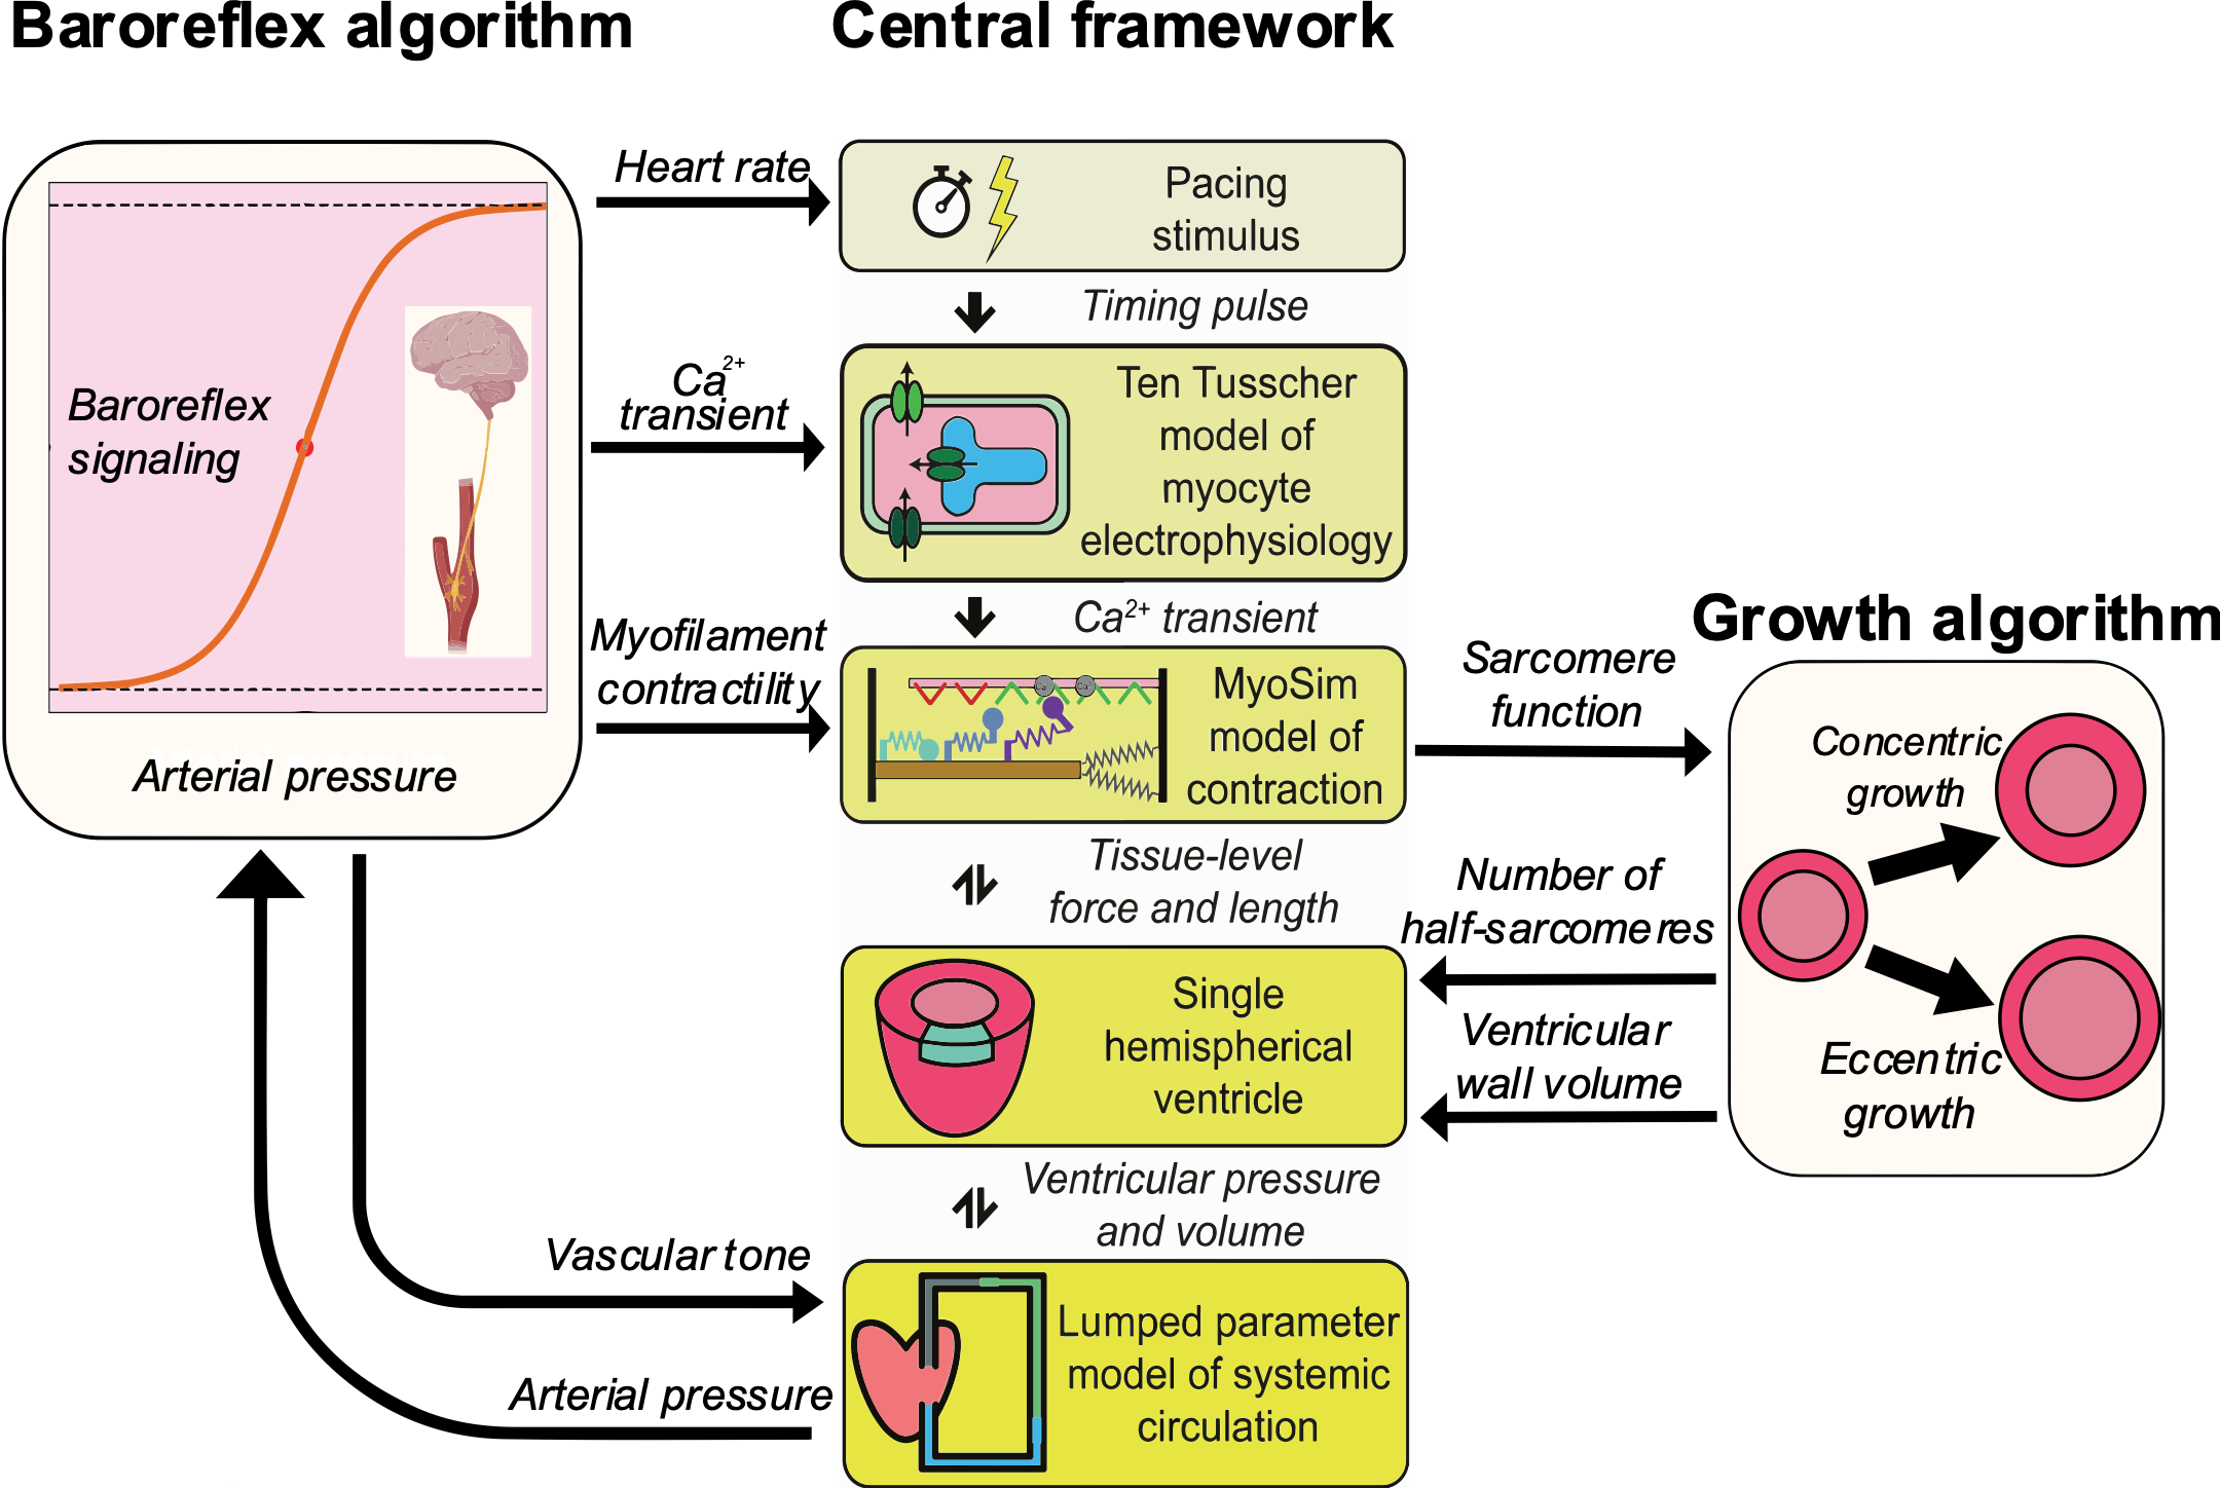 Baroreflex algorithm
Central framework
Baroreflex
signaling
Arterial pressure
Heart rate
Ca2+
transient
Myofilament
contractility
Pacing
stimulus
Timing pulse
Ten Tusscher
model of
myocyte
electrophysiology
Ca2+ transient
Ca
Ca
MyoSim
model of
contraction
Tissue-level
force and length
Single
hemispherical
ventricle
Ventricular pressure
and volume
Lumped parameter
model of systemic
circulation
Vascular tone
Arterial pressure
Growth algorithm
Sarcomere
function
Number of
half-sarcomeres
Ventricular
wall volume
Concentric
growth
Eccentric
growth